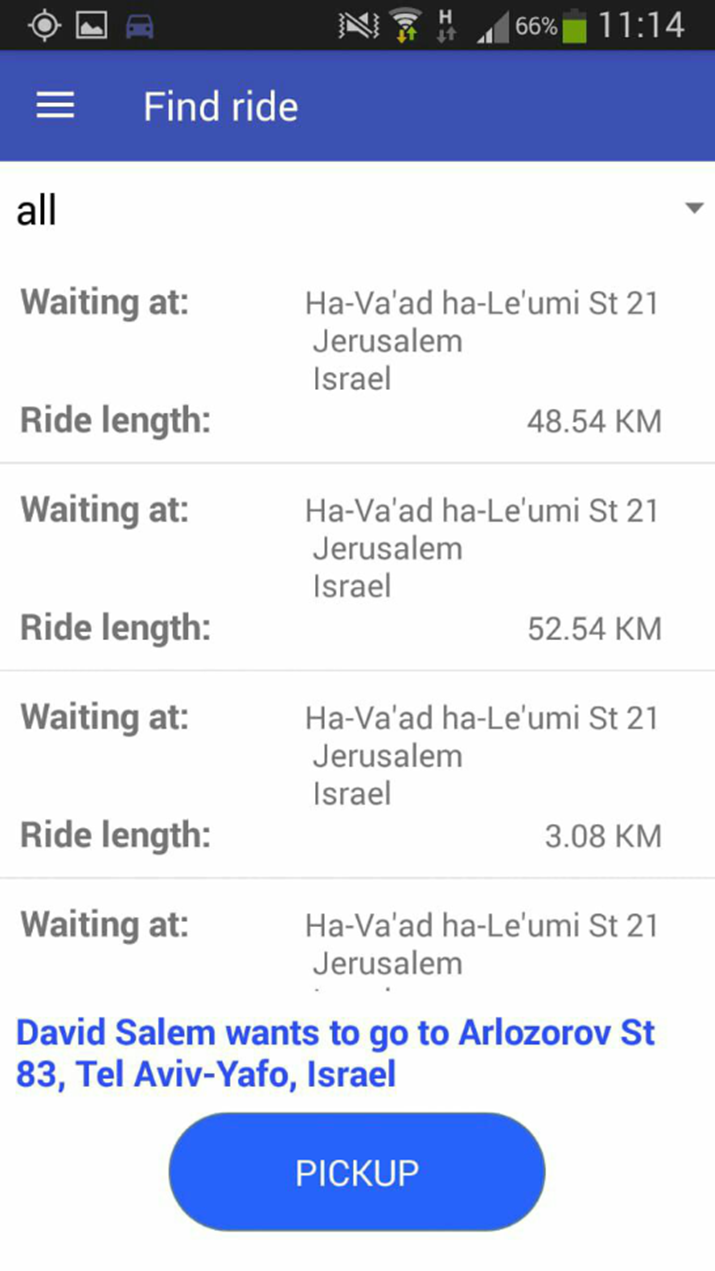 H 66% 11:14
Find ride
all
Waiting at: Ha-Va'ad ha-Le'umi St 21
Jerusalem
Israel
Ride length: 48.54 KM
Waiting at: Ha-Va'ad ha-Le'umi St 21
Jerusalem
Israel
Ride length: 52.54 KM
Waiting at: Ha-Va'ad ha-Le'umi St 21
Jerusalem
Israel
Ride length: 3.08 KM
Waiting at: Ha-Va'ad ha-Le'umi St 21
Jerusalem
David Salem wants to go to Arlozorov St
83, Tel Aviv-Yafo, Israel
PICKUP